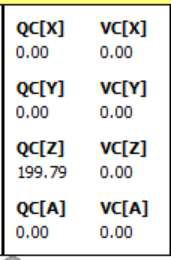 QC[X] VC[X]
0.00 0.00
QC[Y] VC[Y]
0.00 0.00
QC[Z] VC[Z]
199.79 0.00
QC[A] VC[A]
0.00 0.00